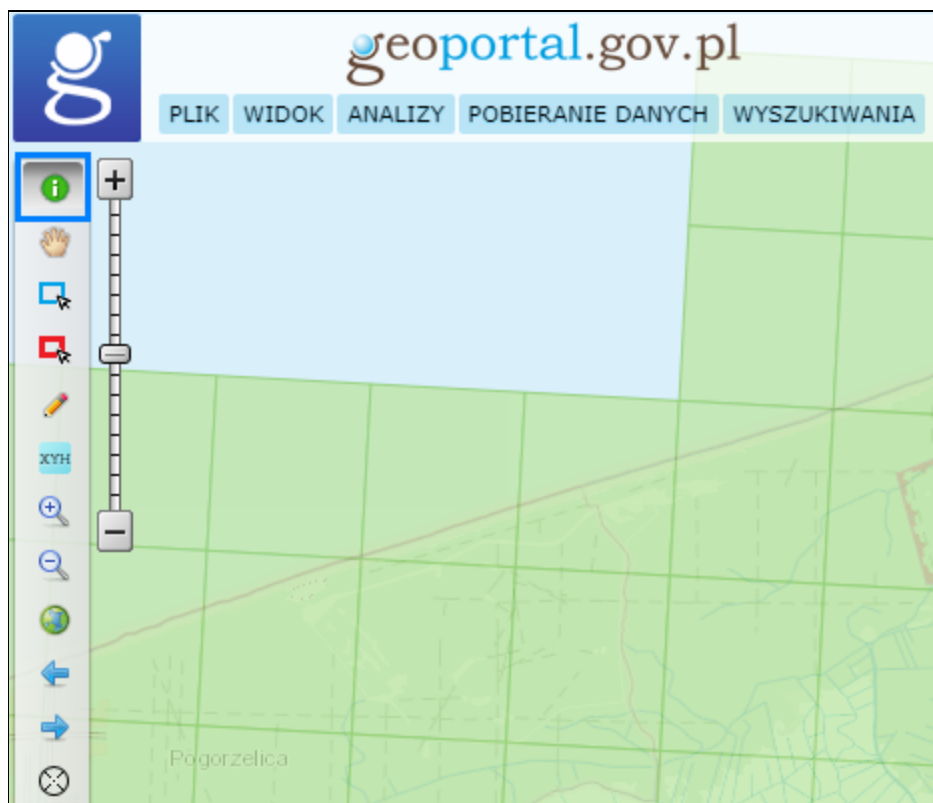 geoportal.gov.pl
PLIK WIDOK ANALIZY POBIERANIE DANYCH WYSZUKIWANIA
XYH
Pogorzelica